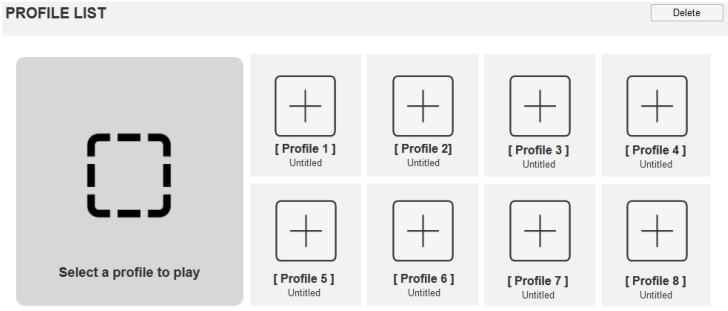 PROFILE LIST
Delete
Select a profile to play
[ Profile 1 ]
Untitled
[ Profile 2]
Untitled
[ Profile 3 ]
Untitled
[ Profile 4 ]
Untitled
[ Profile 5 ]
Untitled
[ Profile 6 ]
Untitled
[ Profile 7 ]
Untitled
[ Profile 8 ]
Untitled